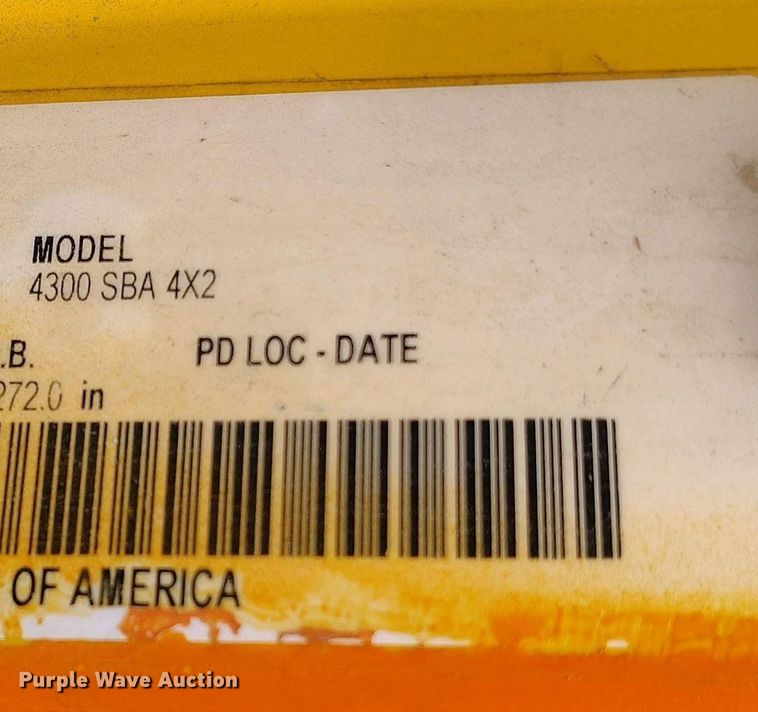 MODEL
4300 SBA 4X2
.B. PD LOC - DATE
272.0 in
OF AMERICA
Purple Wave Auction